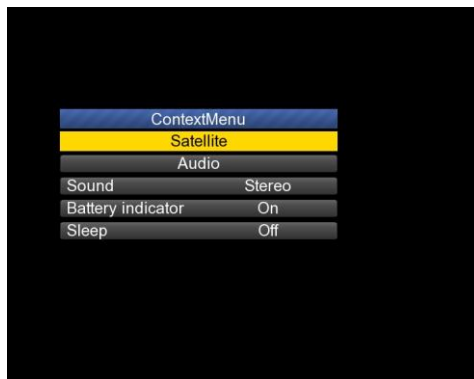 ContextMenu
Satellite
Audio
Sound Stereo
Battery indicator On
Sleep Off